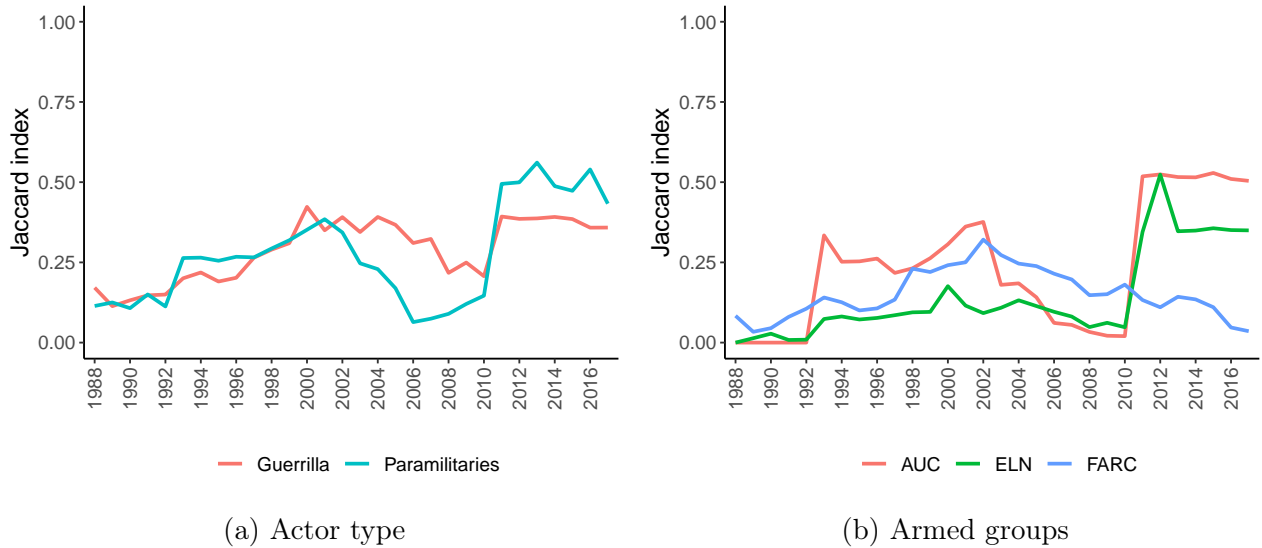 Jaccard index
1.00
0.75
0.50
0.25
0.00
1988 1990 1992 1994 1996 1998 2000 2002 2004 2006 2008 2010 2012 2014 2016
Guerrilla Paramilitaries
(a) Actor type
Jaccard index
1.00
0.75
0.50
0.25
0.00
1988 1990 1992 1994 1996 1998 2000 2002 2004 2006 2008 2010 2012 2014 2016
AUC ELN FARC
(b) Armed groups